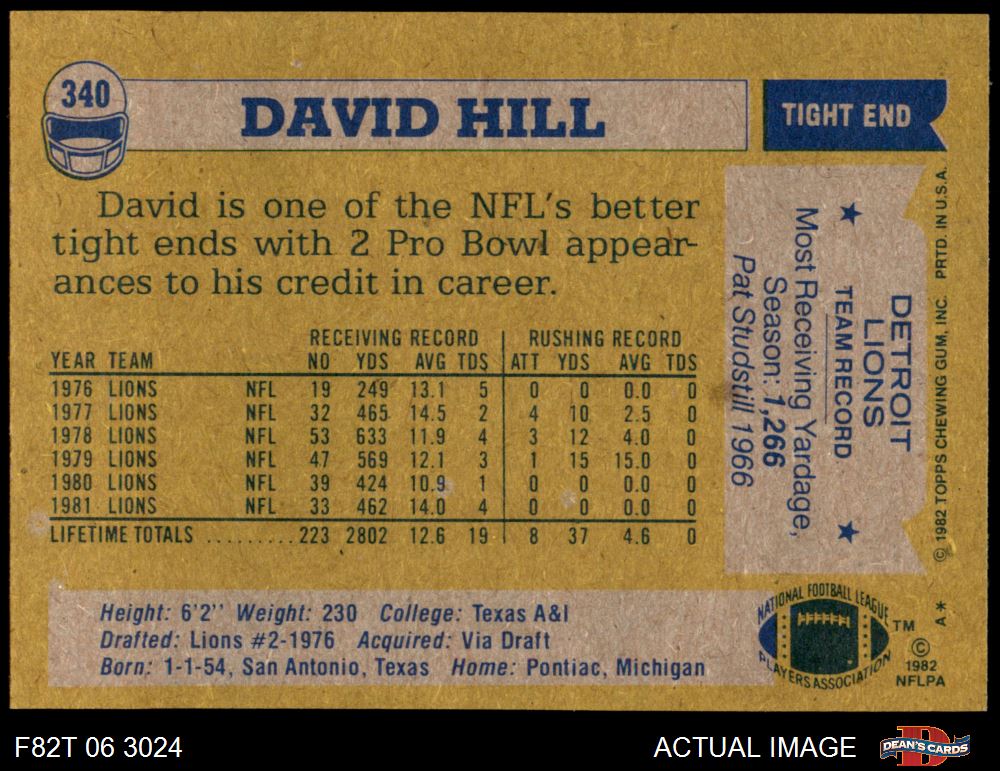 340
DAVID HILL
TIGHT END
David is one of the NFL's better
tight ends with 2 Pro Bowl appear-
ances to his credit in career.
RECEIVING RECORD RUSHING RECORD
YEAR TEAM NO YDS AVG TDS ATT YDS AVG TDS
1976 LIONS NFL 19 249 13.1 5 0 0 0.0 0
1977 LIONS NFL 32 465 14.5 2 4 10 2.5 0
1978 LIONS NFL 53 633 11.9 4 3 12 4.0 0
1979 LIONS NFL 47 569 12.1 3 1 15 15.0 0
1980 LIONS NFL 39 424 10.9 1 0 0 0.0 0
1981 LIONS NFL 33 462 14.0 4 0 0 0.0 0
LIFETIME TOTALS ......... 223 2802 12.6 19 8 37 4.6 0
DETROIT
LIONS
TEAM RECORD
Most Receiving Yardage,
Season: 1,266
Pat Studstill 1966
© 1982 TOPPS CHEWING GUM, INC. PRTD. IN U.S.A.
Height: 6'2" Weight: 230 College: Texas A&I
Drafted: Lions #2-1976 Acquired: Via Draft
Born: 1-1-54, San Antonio, Texas Home: Pontiac, Michigan
NATIONAL FOOTBALL LEAGUE
PLAYERS ASSOCIATION
TM
©
1982
NFLPA
A*
F82T 06 3024
ACTUAL IMAGE
DEAN'S CARDS